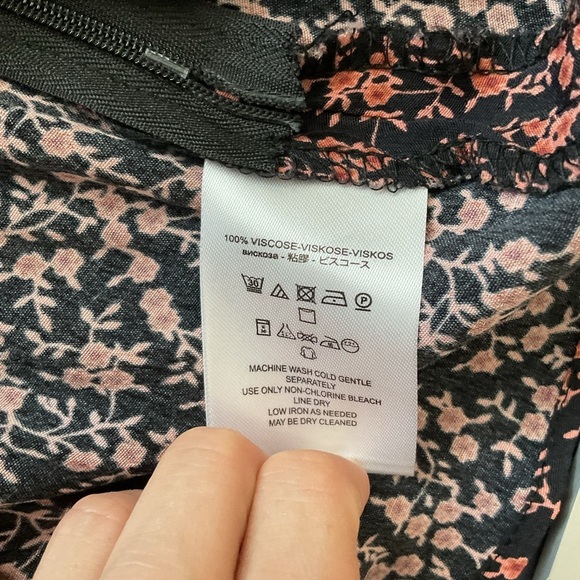 100% VISCOSE-VISKOSE-VISKOS
вискоза - 粘膠 - ビスコース
30
P
MACHINE WASH COLD GENTLE
SEPARATELY
USE ONLY NON-CHLORINE BLEACH
LINE DRY
LOW IRON AS NEEDED
MAY BE DRY CLEANED